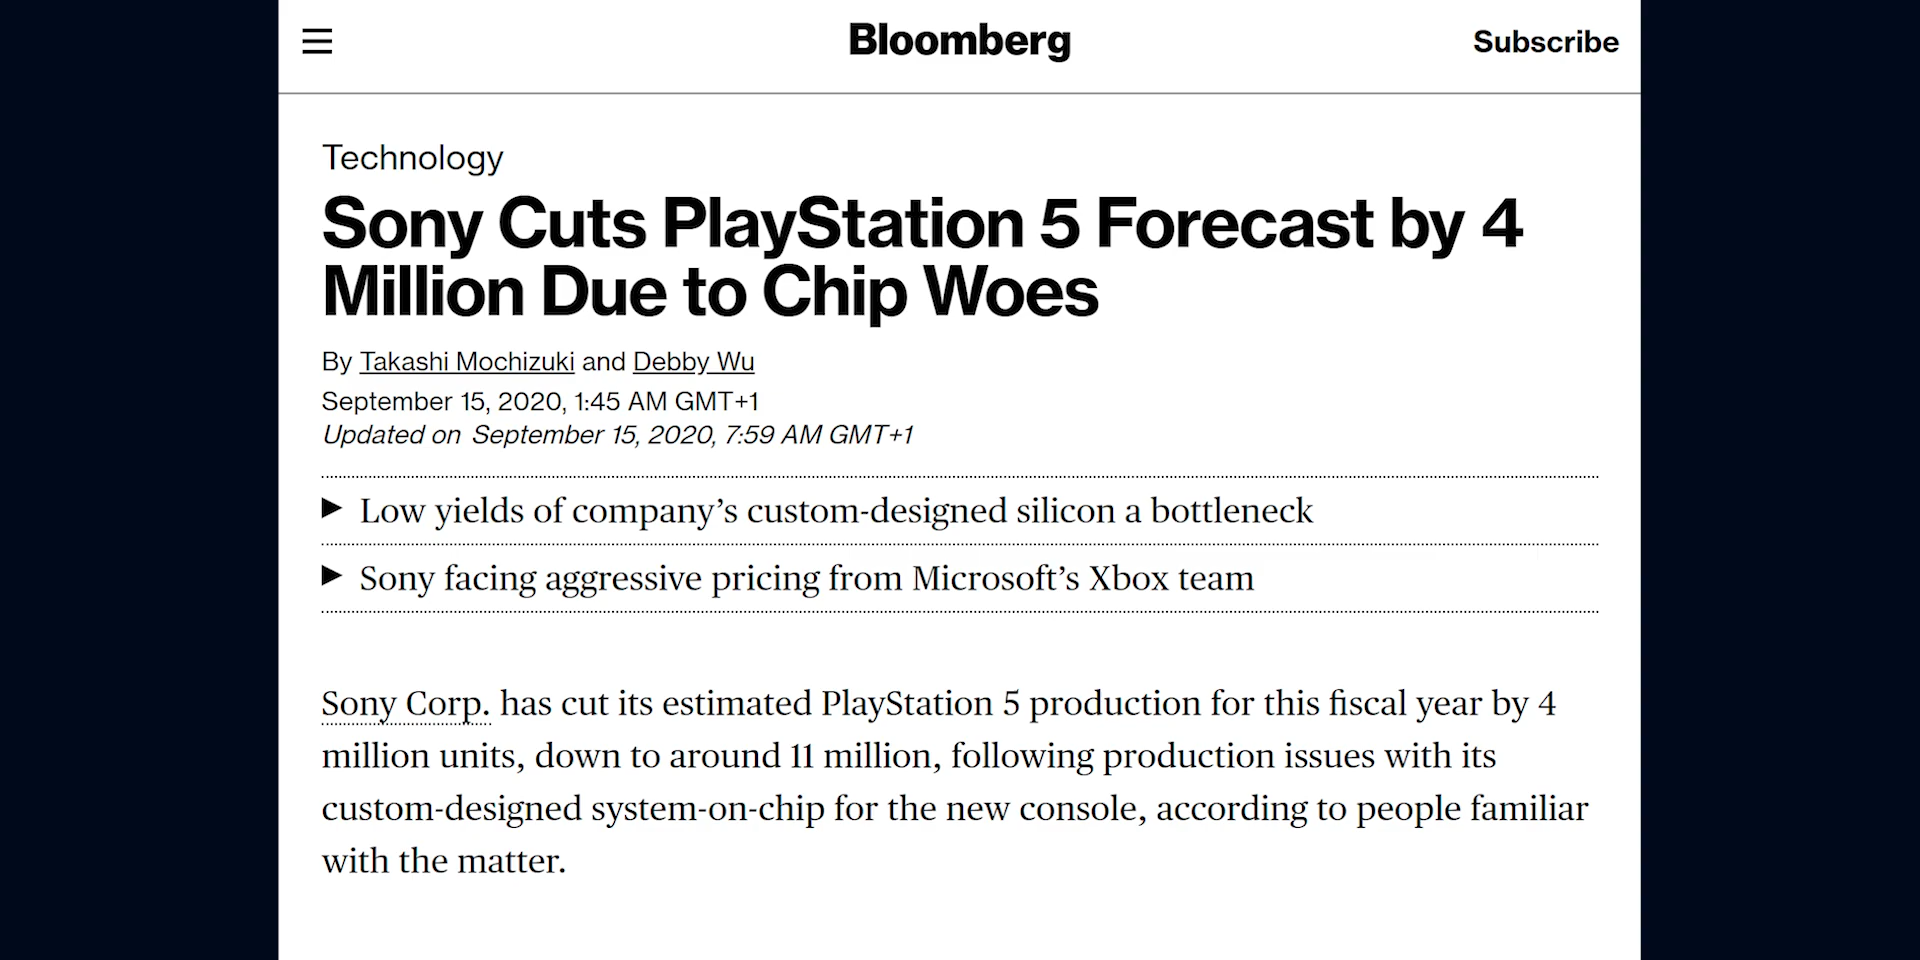 Bloomberg
Subscribe
Technology
Sony Cuts PlayStation 5 Forecast by 4
Million Due to Chip Woes
By Takashi Mochizuki and Debby Wu
September 15, 2020, 1:45 AM GMT+1
Updated on September 15, 2020, 7:59 AM GMT+1
Low yields of company’s custom-designed silicon a bottleneck
Sony facing aggressive pricing from Microsoft’s Xbox team
Sony Corp. has cut its estimated PlayStation 5 production for this fiscal year by 4
million units, down to around 11 million, following production issues with its
custom-designed system-on-chip for the new console, according to people familiar
with the matter.